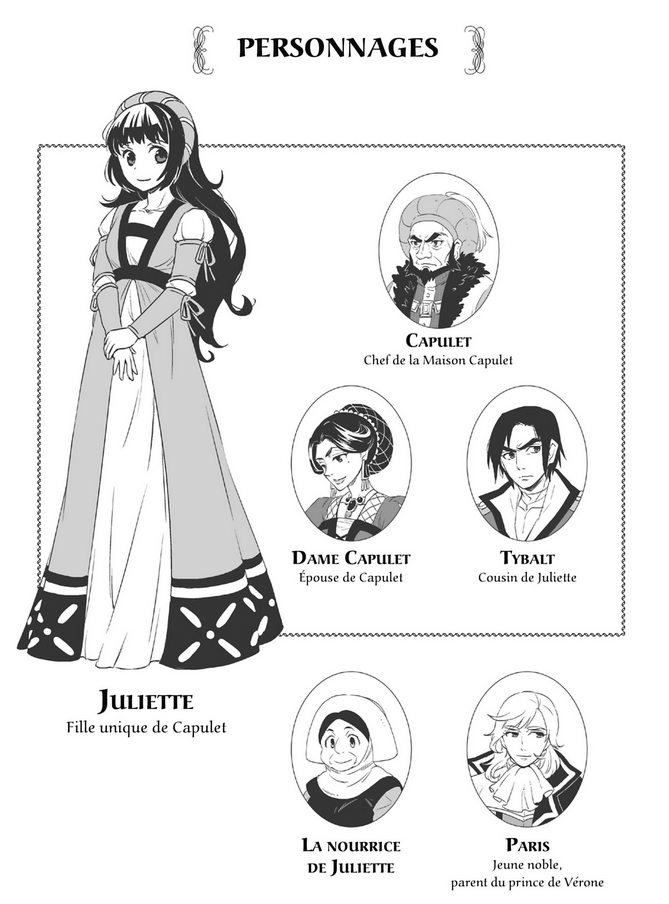 PERSONNAGES
CAPULET
Chef de la Maison Capulet
DAME CAPULET
Épouse de Capulet
TYBALT
Cousin de Juliette
JULIETTE
Fille unique de Capulet
LA NOURRICE
DE JULIETTE
PARIS
Jeune noble,
parent du prince de Vérone